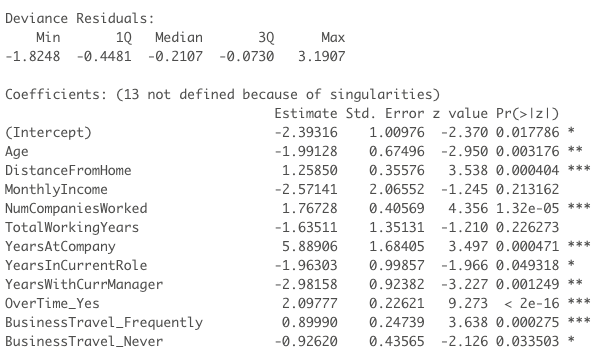 Deviance Residuals:
Min 1Q Median 3Q Max
-1.8248 -0.4481 -0.2107 -0.0730 3.1907
Coefficients: (13 not defined because of singularities)
Estimate Std. Error z value Pr(>|z|)
(Intercept) -2.39316 1.00976 -2.370 0.017786 *
Age -1.99128 0.67496 -2.950 0.003176 **
DistanceFromHome 1.25850 0.35576 3.538 0.000404 ***
MonthlyIncome -2.57141 2.06552 -1.245 0.213162
NumCompaniesWorked 1.76728 0.40569 4.356 1.32e-05 ***
TotalWorkingYears -1.63511 1.35131 -1.210 0.226273
YearsAtCompany 5.88906 1.68405 3.497 0.000471 ***
YearsInCurrentRole -1.96303 0.99857 -1.966 0.049318 *
YearsWithCurrManager -2.98158 0.92382 -3.227 0.001249 **
OverTime_Yes 2.09777 0.22621 9.273 < 2e-16 ***
BusinessTravel_Frequently 0.89990 0.24739 3.638 0.000275 ***
BusinessTravel_Never -0.92620 0.43565 -2.126 0.033503 *